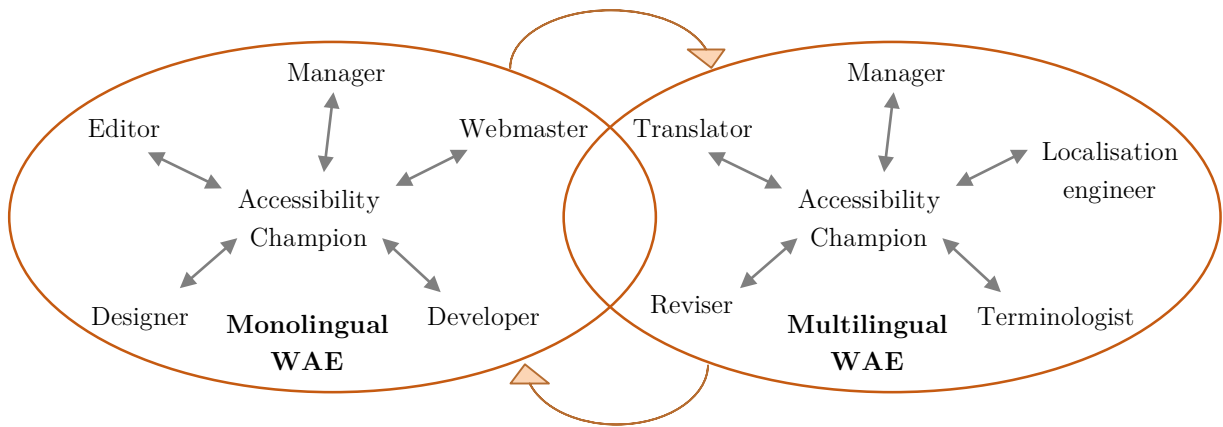 Manager
Editor
Webmaster
Accessibility
Champion
Designer
Developer
Monolingual
WAE
Manager
Translator
Localisation
engineer
Accessibility
Champion
Reviser
Terminologist
Multilingual
WAE